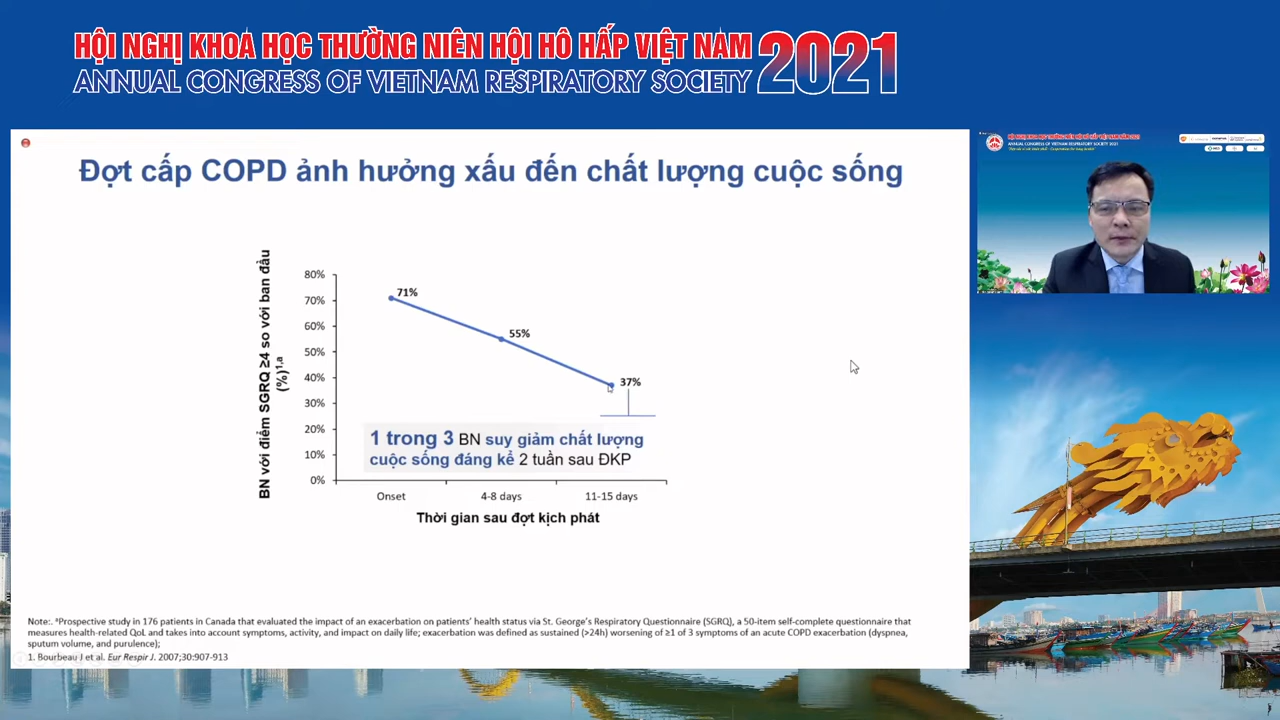 HỘI NGHỊ KHOA HỌC THƯỜNG NIÊN HỘI HÔ HẤP VIỆT NAM 2021
ANNUAL CONGRESS OF VIETNAM RESPIRATORY SOCIETY
Đợt cấp COPD ảnh hưởng xấu đến chất lượng cuộc sống
BN với điểm SGRQ ≥4 so với ban đầu
(%)1,a
80%
70%
60%
50%
40%
30%
20%
10%
0%
71%
55%
37%
1 trong 3 BN suy giảm chất lượng
cuộc sống đáng kể 2 tuần sau ĐKP
Onset
4-8 days
11-15 days
Thời gian sau đợt kịch phát
Note:. ªProspective study in 176 patients in Canada that evaluated the impact of an exacerbation on patients' health status via St. George's Respiratory Questionnaire (SGRQ), a 50-item self-complete questionnaire that
measures health-related QoL and takes into account symptoms, activity, and impact on daily life; exacerbation was defined as sustained (>24h) worsening of ≥1 of 3 symptoms of an acute COPD exacerbation (dyspnea,
sputum volume, and purulence);
1. Bourbeau J et al. Eur Respir J. 2007;30:907-913
ANNUAL CONGRESS OF VIETNAM RESPIRATORY SOCIETY 2021